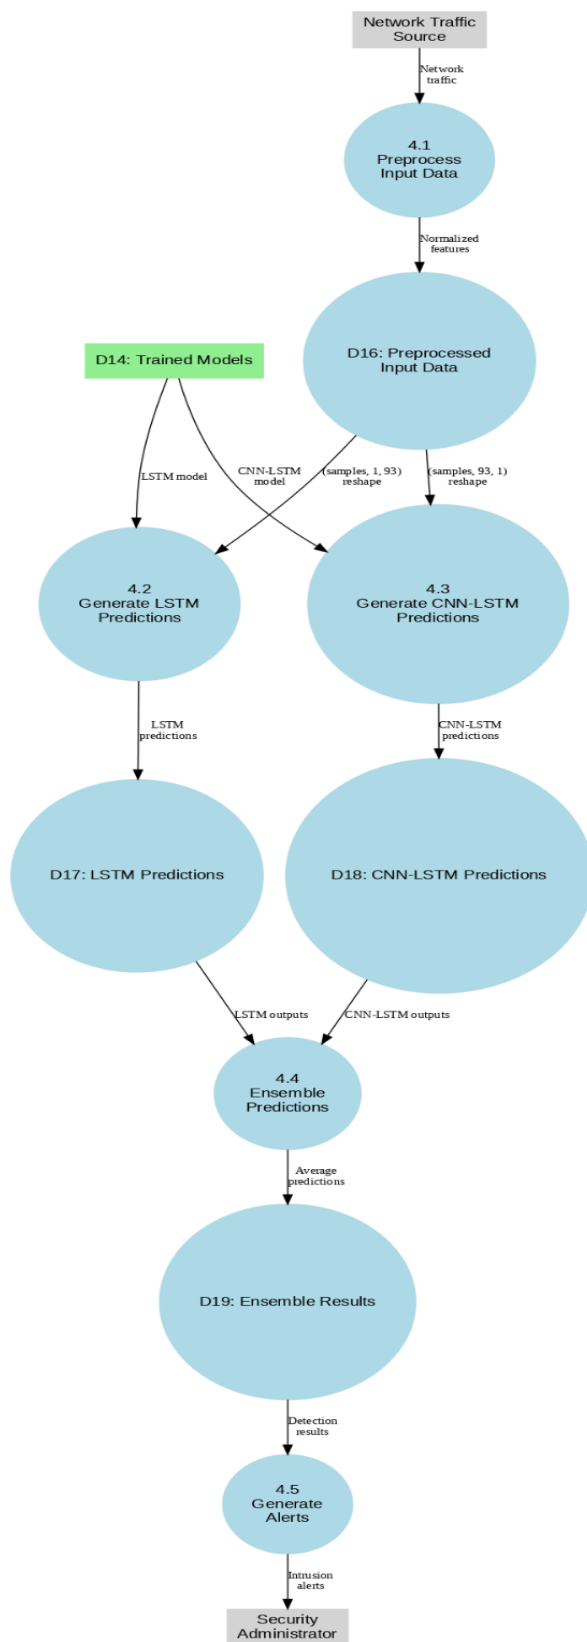 Network Traffic
Source
Network
traffic
4.1
Preprocess
Input Data
Normalized
features
D14: Trained Models
D16: Preprocessed
Input Data
LSTM model
CNN-LSTM
model
(samples, 1, 93)
reshape
(samples, 93, 1)
reshape
4.2
Generate LSTM
Predictions
4.3
Generate CNN-LSTM
Predictions
LSTM
predictions
CNN-LSTM
predictions
D17: LSTM Predictions
D18: CNN-LSTM Predictions
LSTM outputs
CNN-LSTM outputs
4.4
Ensemble
Predictions
Average
predictions
D19: Ensemble Results
Detection
results
4.5
Generate
Alerts
Intrusion
alerts
Security
Administrator